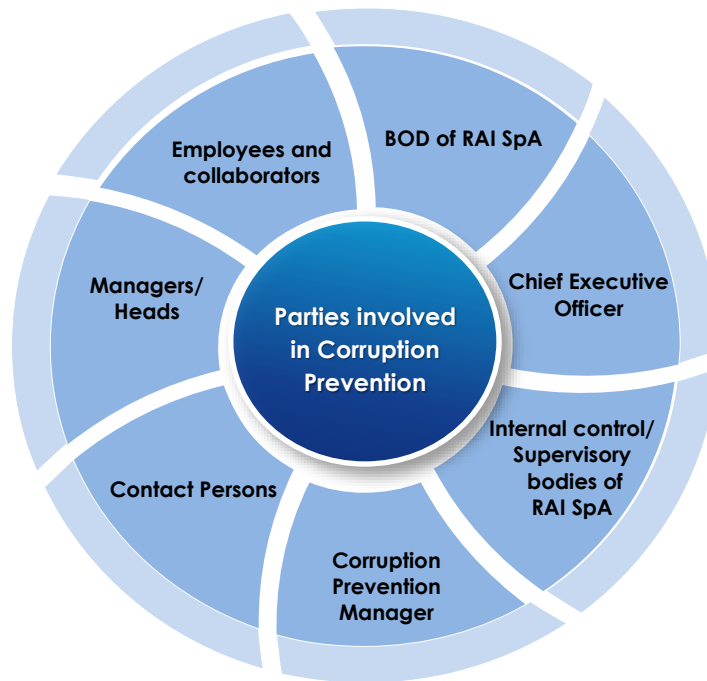 Parties involved
in Corruption
Prevention
BOD of RAI SpA
Chief Executive
Officer
Internal control/
Supervisory
bodies of
RAI SpA
Corruption
Prevention
Manager
Contact Persons
Managers/
Heads
Employees and
collaborators